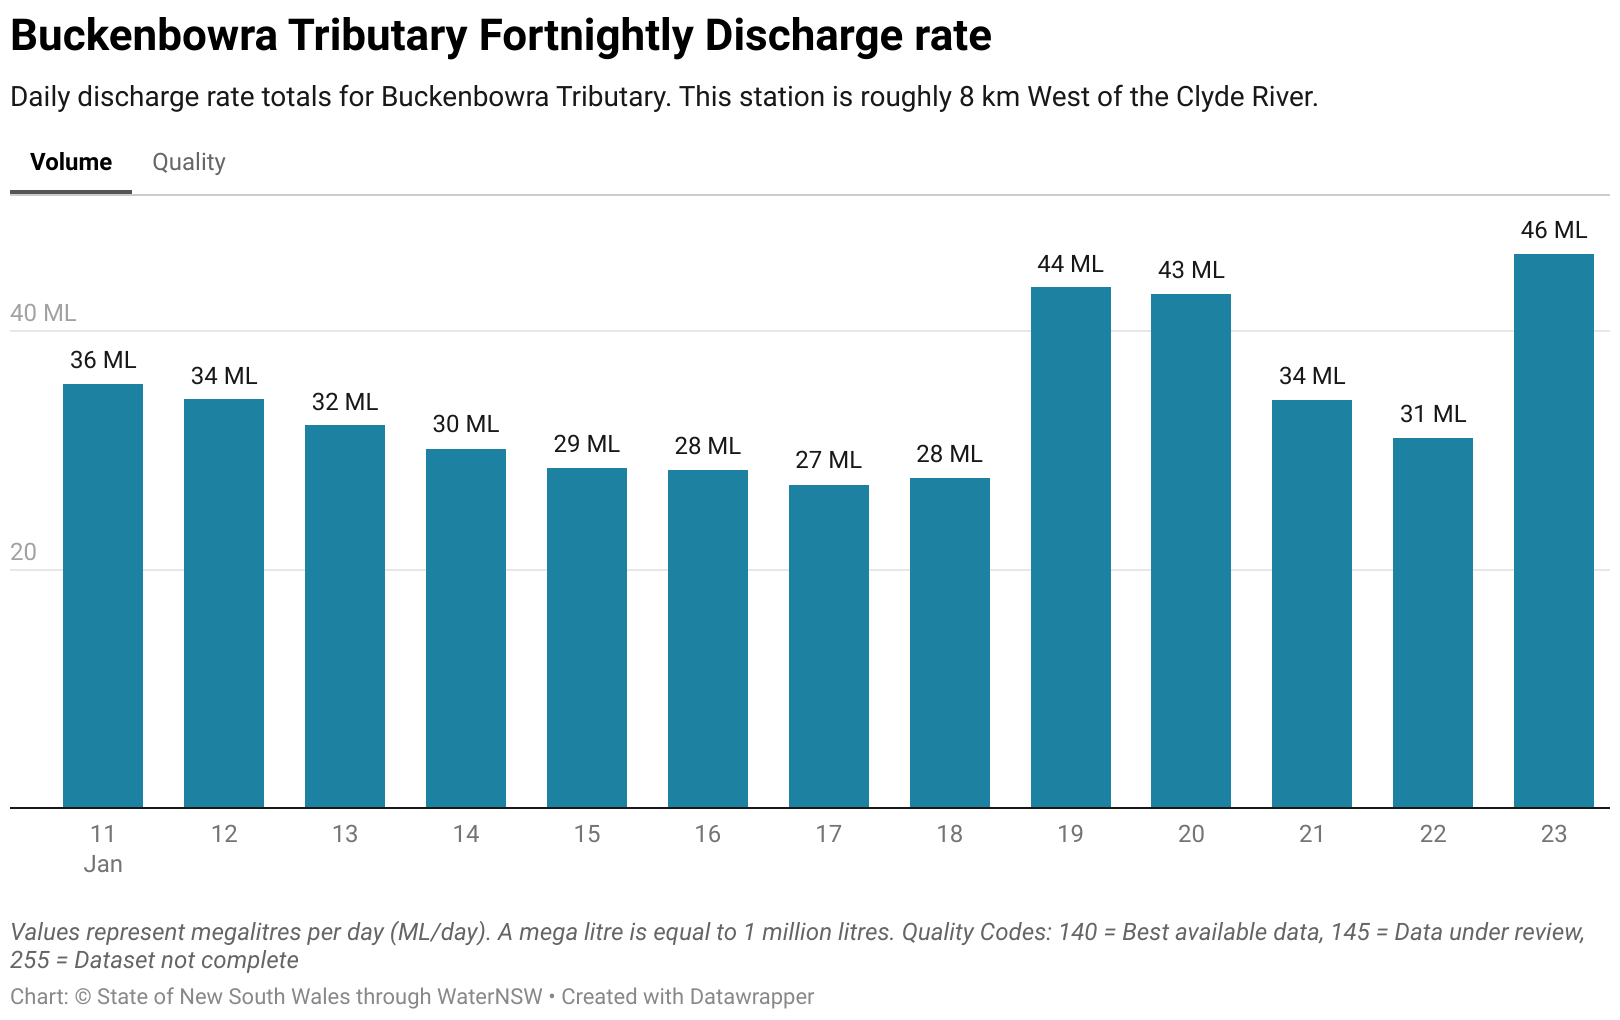 Buckenbowra Tributary Fortnightly Discharge rate
Daily discharge rate totals for Buckenbowra Tributary. This station is roughly 8 km West of the Clyde River.
Volume Quality
46 ML
44 ML 43 ML
40 ML
36 ML 34 ML 32 ML 30 ML 29 ML 28 ML 27 ML 28 ML 34 ML 31 ML
20
11 12 13 14 15 16 17 18 19 20 21 22 23
Jan
Values represent megalitres per day (ML/day). A mega litre is equal to 1 million litres. Quality Codes: 140 = Best available data, 145 = Data under review,
255 = Dataset not complete
Chart: © State of New South Wales through WaterNSW • Created with Datawrapper